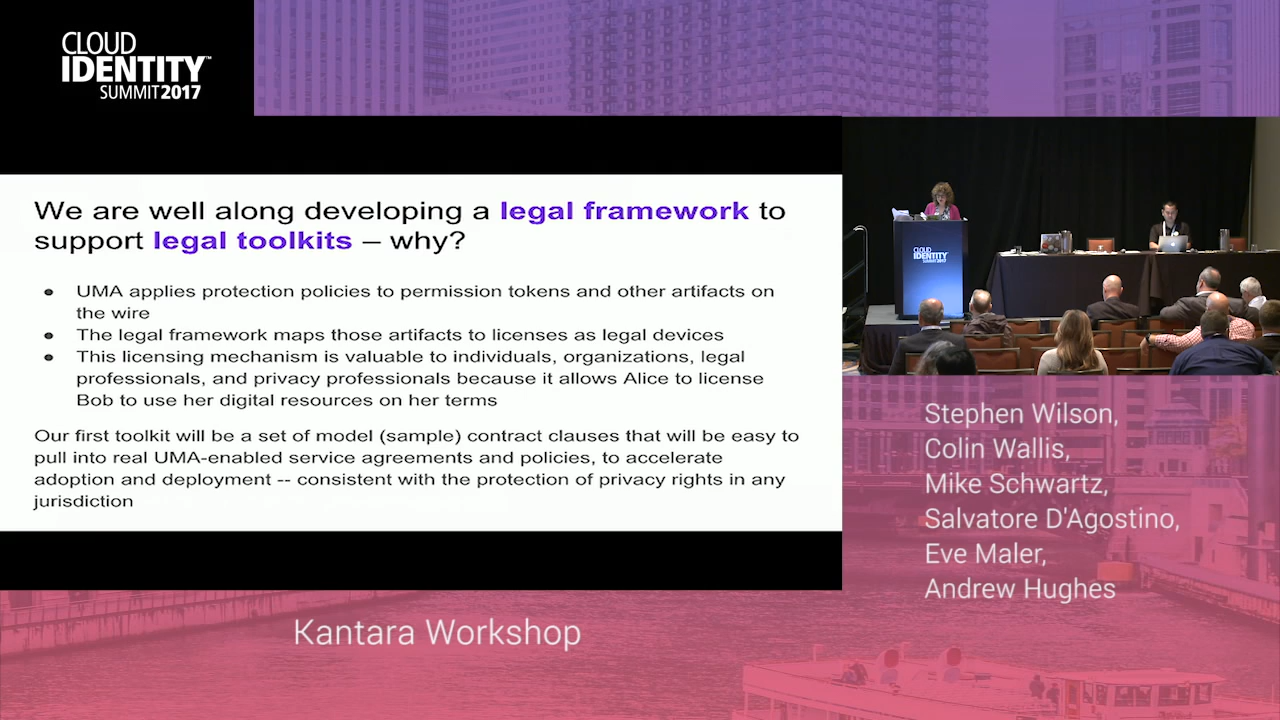 CLOUD
IDENTITY™
SUMMIT 2017
We are well along developing a legal framework to
support legal toolkits – why?
● UMA applies protection policies to permission tokens and other artifacts on
the wire
● The legal framework maps those artifacts to licenses as legal devices
● This licensing mechanism is valuable to individuals, organizations, legal
professionals, and privacy professionals because it allows Alice to license
Bob to use her digital resources on her terms
Our first toolkit will be a set of model (sample) contract clauses that will be easy to
pull into real UMA-enabled service agreements and policies, to accelerate
adoption and deployment -- consistent with the protection of privacy rights in any
jurisdiction
CLOUD
IDENTITY
SUMMIT 2017
Stephen Wilson,
Colin Wallis,
Mike Schwartz,
Salvatore D'Agostino,
Eve Maler,
Andrew Hughes
Kantara Workshop